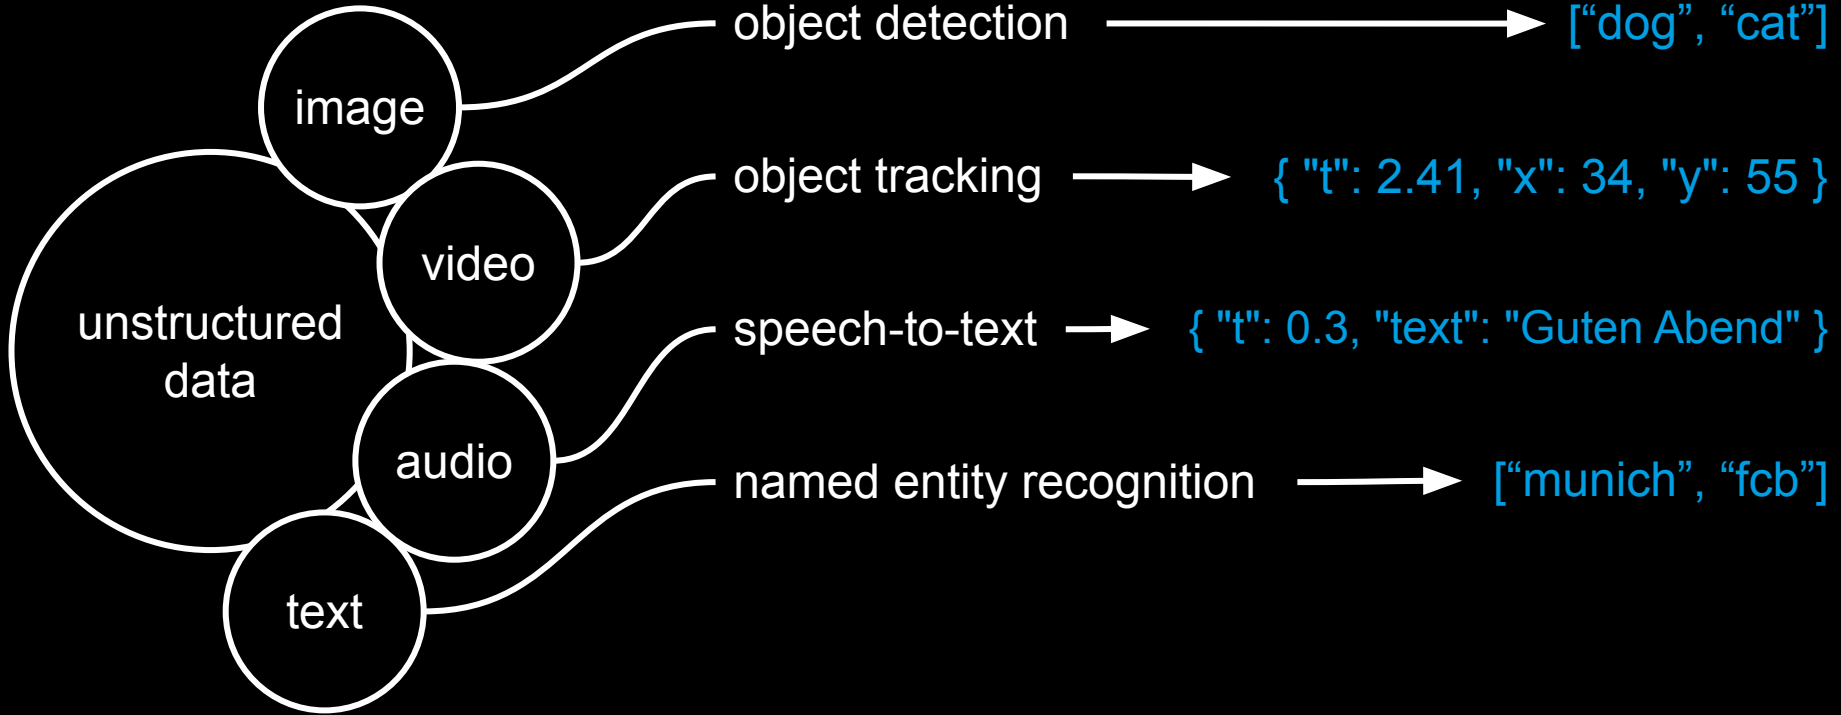 image
object detection
[“dog”, “cat”]
video
object tracking
{ "t": 2.41, "x": 34, "y": 55 }
unstructured
data
audio
speech-to-text
{ "t": 0.3, "text": "Guten Abend" }
text
named entity recognition
[“munich”, “fcb”]